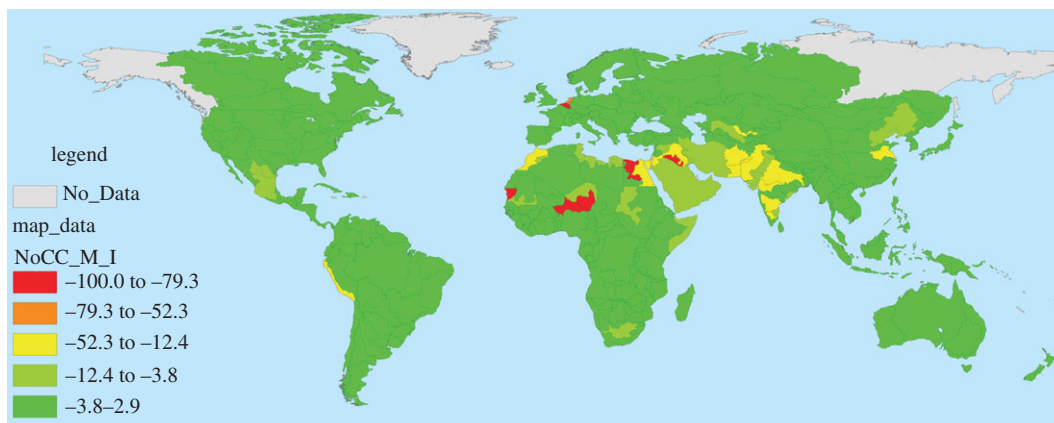 legend
No_Data
map_data
NoCC_M_I
–100.0 to –79.3
–79.3 to –52.3
–52.3 to –12.4
–12.4 to –3.8
–3.8–2.9